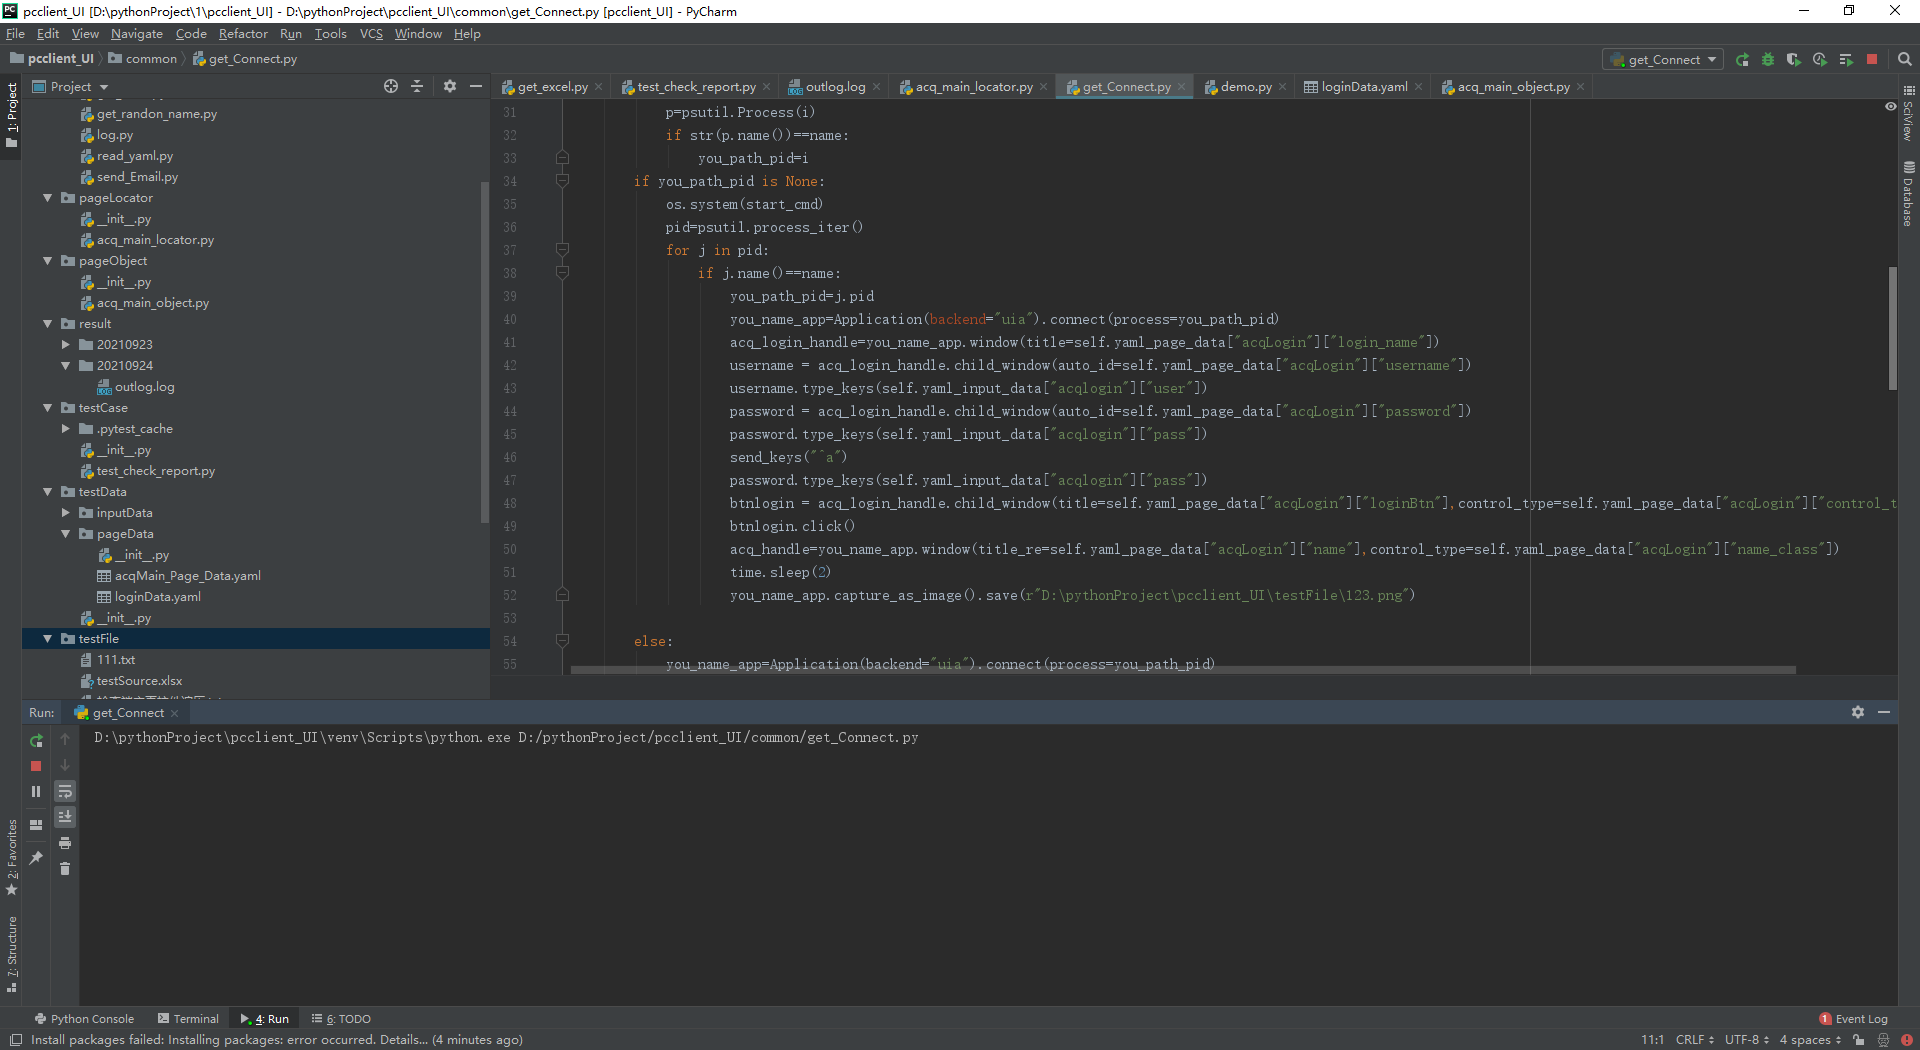 pcclient_UI [D:\pythonProject\1\pcclient_UI] - D:\pythonProject\pcclient_UI\common\get_Connect.py [pcclient_UI] - PyCharm
File Edit View Navigate Code Refactor Run Tools VCS Window Help
pcclient_UI common get_Connect.py
get_Connect
Project
get_excel.py test_check_report.py outlog.log acq_main_locator.py get_Connect.py demo.py loginData.yaml acq_main_object.py
1: Project
get_randon_name.py
log.py
read_yaml.py
send_Email.py
pageLocator
__init__.py
acq_main_locator.py
pageObject
__init__.py
acq_main_object.py
result
20210923
20210924
outlog.log
testCase
.pytest_cache
__init__.py
test_check_report.py
testData
inputData
pageData
__init__.py
acqMain_Page_Data.yaml
loginData.yaml
__init__.py
testFile
111.txt
testSource.xlsx
31 p=psutil.Process(i)
32 if str(p.name())==name:
33 you_path_pid=i
34 if you_path_pid is None:
35 os.system(start_cmd)
36 pid=psutil.process_iter()
37 for j in pid:
38 if j.name()==name:
39 you_path_pid=j.pid
40 you_name_app=Application(backend="uia").connect(process=you_path_pid)
41 acq_login_handle=you_name_app.window(title=self.yaml_page_data["acqLogin"]["login_name"])
42 username = acq_login_handle.child_window(auto_id=self.yaml_page_data["acqLogin"]["username"])
43 username.type_keys(self.yaml_input_data["acqlogin"]["user"])
44 password = acq_login_handle.child_window(auto_id=self.yaml_page_data["acqLogin"]["password"])
45 password.type_keys(self.yaml_input_data["acqlogin"]["pass"])
46 send_keys("^a")
47 password.type_keys(self.yaml_input_data["acqlogin"]["pass"])
48 btnlogin = acq_login_handle.child_window(title=self.yaml_page_data["acqLogin"]["loginBtn"],control_type=self.yaml_page_data["acqLogin"]["control_t
49 btnlogin.click()
50 acq_handle=you_name_app.window(title_re=self.yaml_page_data["acqLogin"]["name"],control_type=self.yaml_page_data["acqLogin"]["name_class"])
51 time.sleep(2)
52 you_name_app.capture_as_image().save(r"D:\pythonProject\pcclient_UI\testFile\123.png")
53
54 else:
55 you_name_app=Application(backend="uia").connect(process=you_path_pid)
SciView
Database
Run: get_Connect
D:\pythonProject\pcclient_UI\venv\Scripts\python.exe D:/pythonProject/pcclient_UI/common/get_Connect.py
2: Favorites
7: Structure
Python Console Terminal 4: Run 6: TODO
1 Event Log
Install packages failed: Installing packages: error occurred. Details... (4 minutes ago)
11:1 CRLF UTF-8 4 spaces